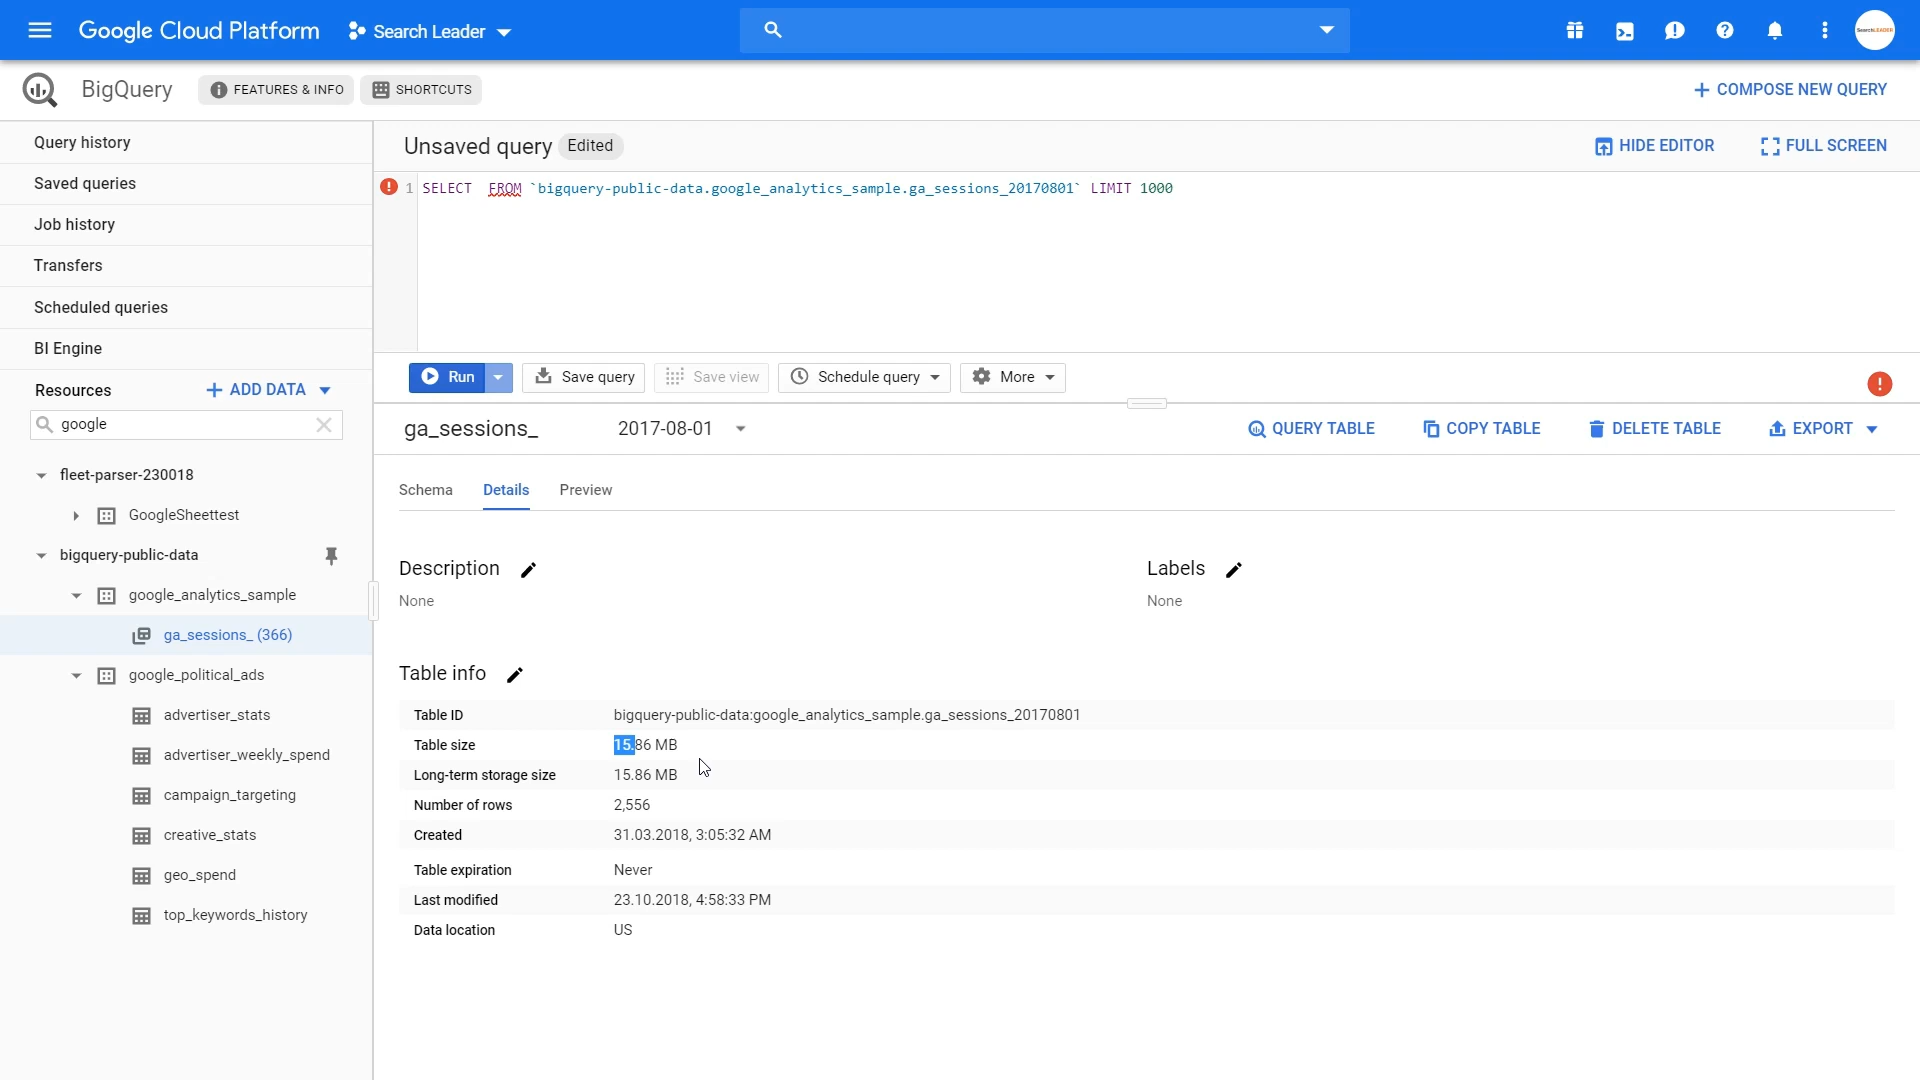 Google Cloud Platform
Search Leader
SearchLEADER
BigQuery
FEATURES & INFO
SHORTCUTS
COMPOSE NEW QUERY
Query history
Saved queries
Job history
Transfers
Scheduled queries
BI Engine
Resources
ADD DATA
google
fleet-parser-230018
GoogleSheettest
bigquery-public-data
google_analytics_sample
ga_sessions_ (366)
google_political_ads
advertiser_stats
advertiser_weekly_spend
campaign_targeting
creative_stats
geo_spend
top_keywords_history
Unsaved query
Edited
HIDE EDITOR
FULL SCREEN
1 SELECT FROM `bigquery-public-data.google_analytics_sample.ga_sessions_20170801` LIMIT 1000
Run
Save query
Save view
Schedule query
More
ga_sessions_
2017-08-01
QUERY TABLE
COPY TABLE
DELETE TABLE
EXPORT
Schema
Details
Preview
Description
None
Labels
None
Table info
Table ID bigquery-public-data:google_analytics_sample.ga_sessions_20170801
Table size 15.86 MB
Long-term storage size 15.86 MB
Number of rows 2,556
Created 31.03.2018, 3:05:32 AM
Table expiration Never
Last modified 23.10.2018, 4:58:33 PM
Data location US